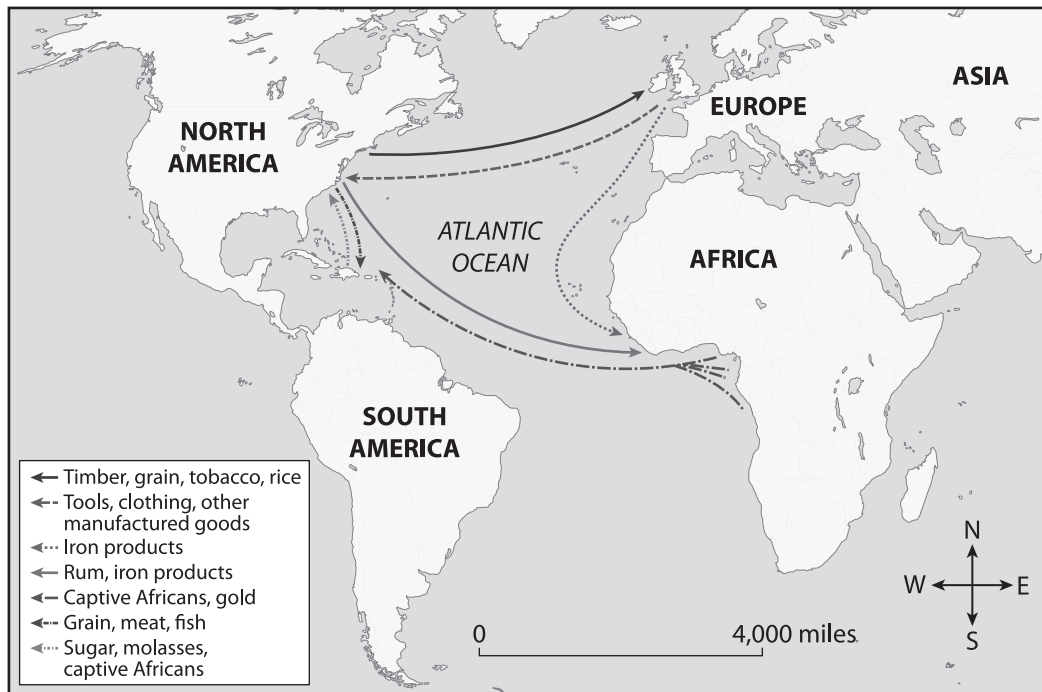 ASIA
EUROPE
NORTH
AMERICA
ATLANTIC
OCEAN
AFRICA
SOUTH
AMERICA
Timber, grain, tobacco, rice
Tools, clothing, other
manufactured goods
Iron products
Rum, iron products
Captive Africans, gold
Grain, meat, fish
Sugar, molasses,
captive Africans
0 4,000 miles
N
W E
S